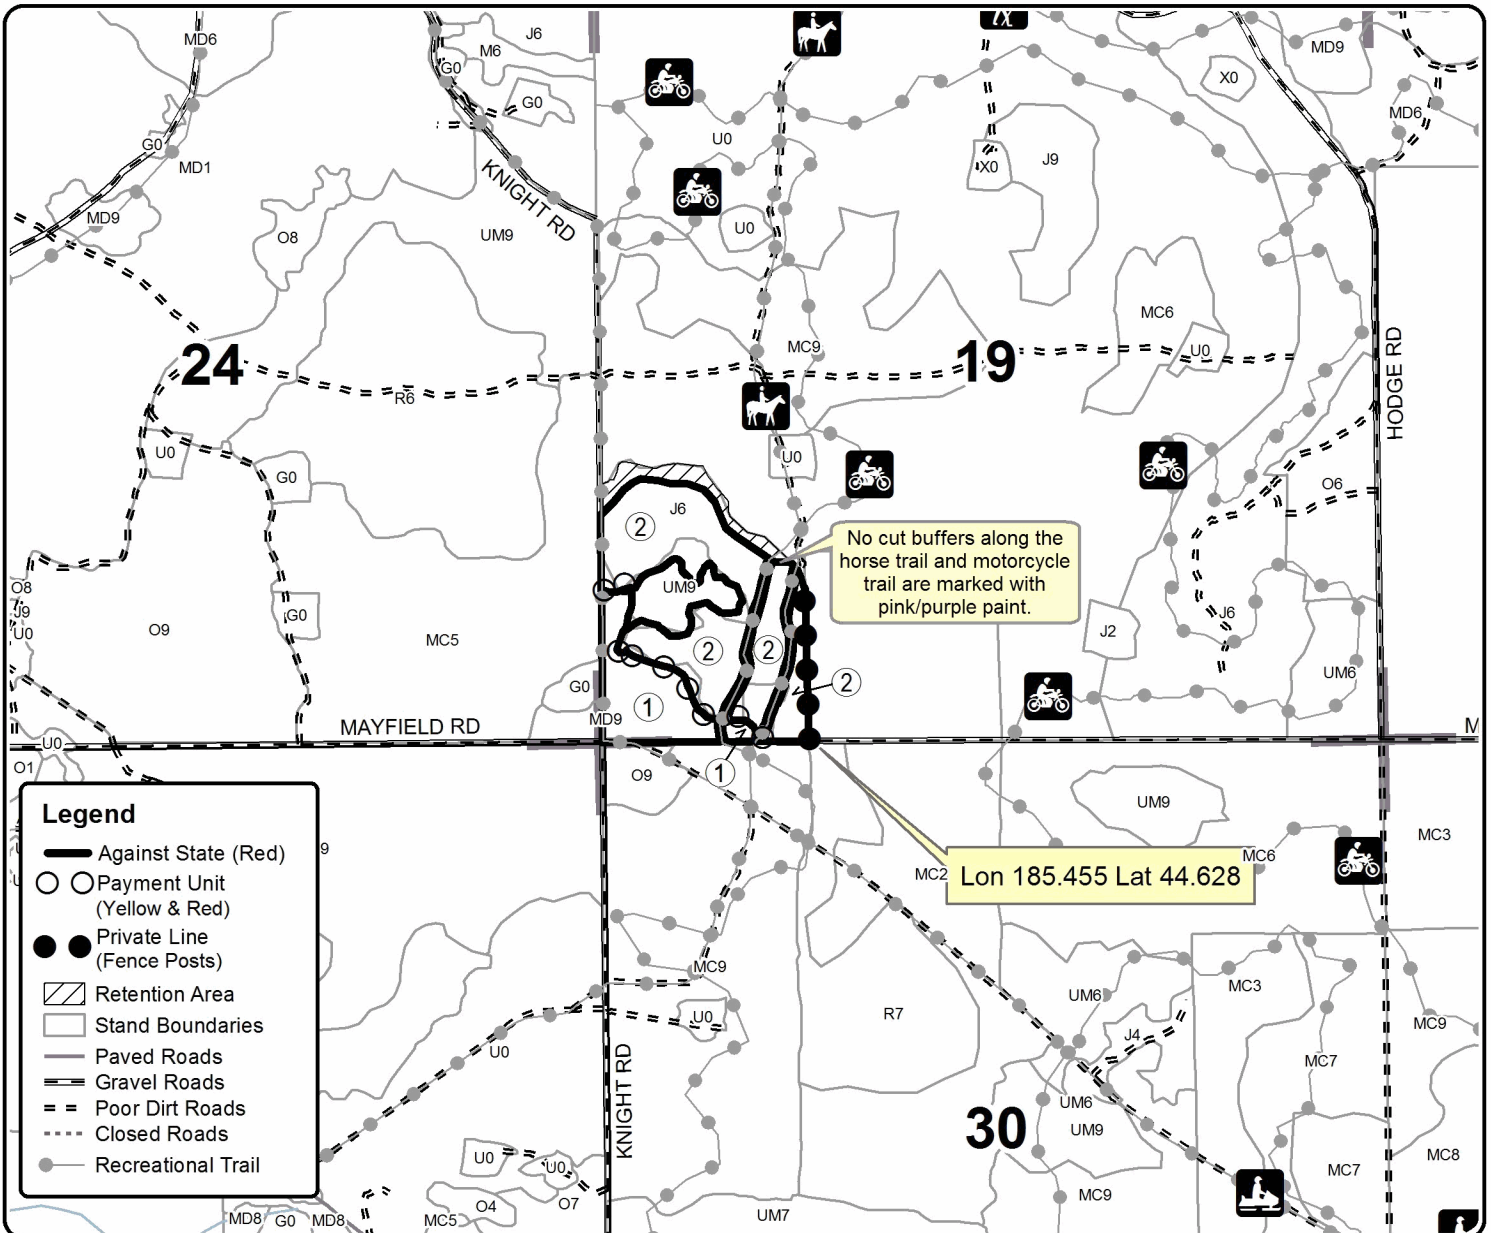 MD6
J6
M6
G0
MD9
X0
G0
MD6
U0
G0
MD1
J9
X0
KNIGHT RD
MD9
U0
O8
UM9
MC6
MC9
U0
24
19
HODGE RD
R6
U0
U0
G0
O6
J6
2
No cut buffers along the
horse trail and motorcycle
trail are marked with
pink/purple paint.
O8
J9
U0
UM9
G0
O9
MC5
J6
J2
2
2
UM6
2
G0
1
MD9
MAYFIELD RD
M
U0
O1
O9
1
UM9
MC3
9
MC6
MC2
Lon 185.455 Lat 44.628
Legend
Against State (Red)
Payment Unit
(Yellow & Red)
Private Line
(Fence Posts)
Retention Area
Stand Boundaries
Paved Roads
Gravel Roads
Poor Dirt Roads
Closed Roads
Recreational Trail
MC9
MC3
UM6
U0
R7
MC9
J4
U0
MC7
KNIGHT RD
UM6
30
UM9
U0
U0
MC8
MC7
O4
O7
MC9
MD8
G0
MD8
MC5
UM7